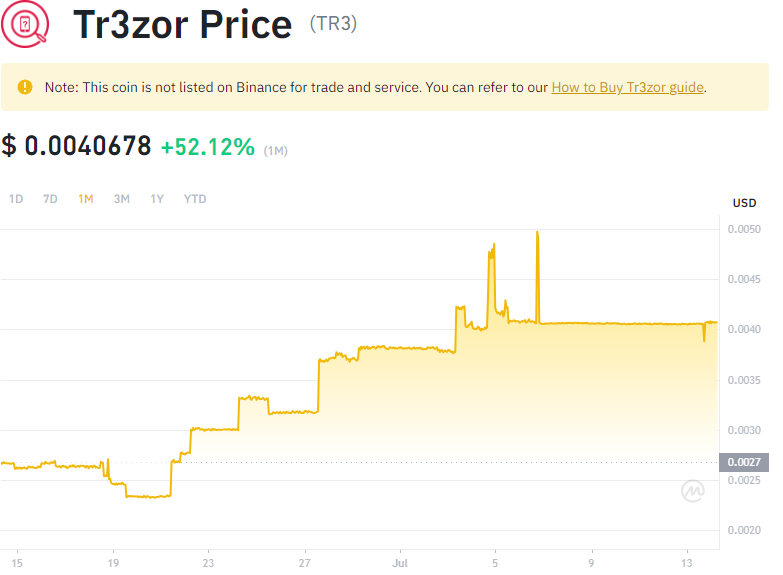 Tr3zor Price (TR3)
Note: This coin is not listed on Binance for trade and service. You can refer to our How to Buy Tr3zor guide.
$ 0.0040678 +52.12% (1M)
1D 7D 1M 3M 1Y YTD
USD
0.0050
0.0045
0.0040
0.0035
0.0030
0.0027
0.0025
0.0020
15 19 23 27 Jul 5 9 13